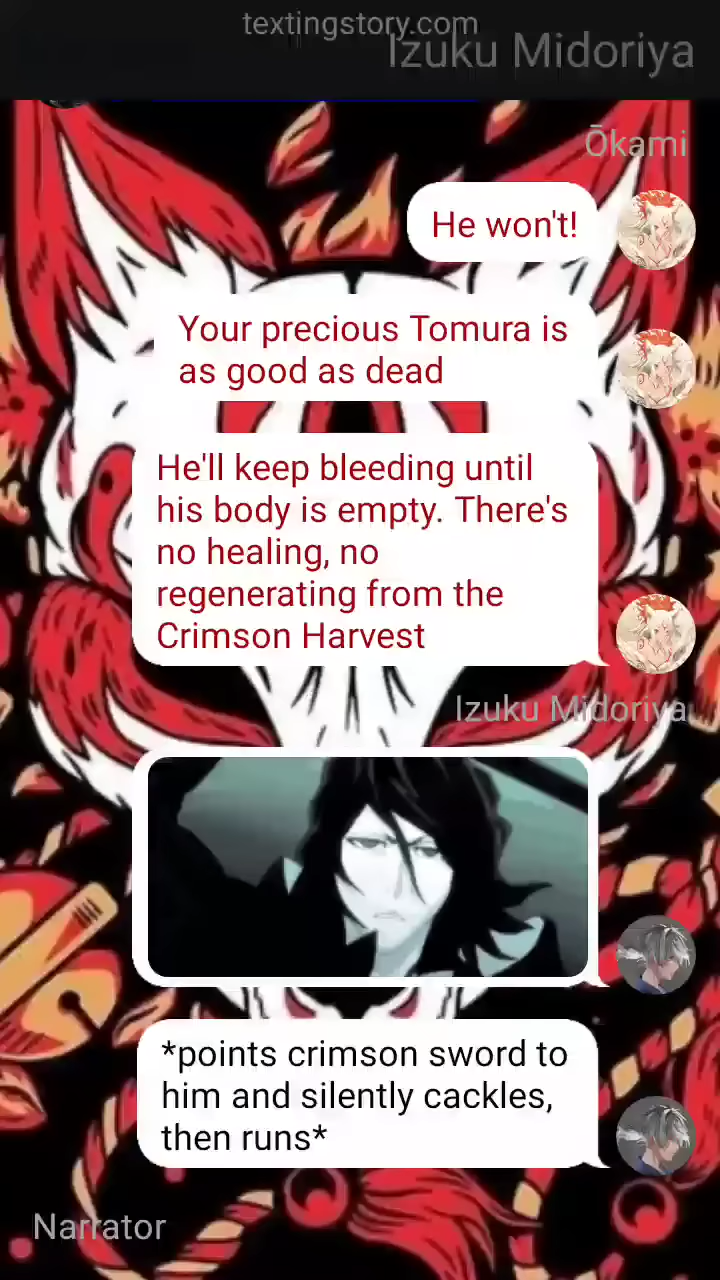 textingstory.com
Izuku Midoriya
Ōkami
He won't!
Your precious Tomura is
as good as dead
He'll keep bleeding until
his body is empty. There's
no healing, no
regenerating from the
Crimson Harvest
Izuku Midoriya
*points crimson sword to
him and silently cackles,
then runs*
Narrator